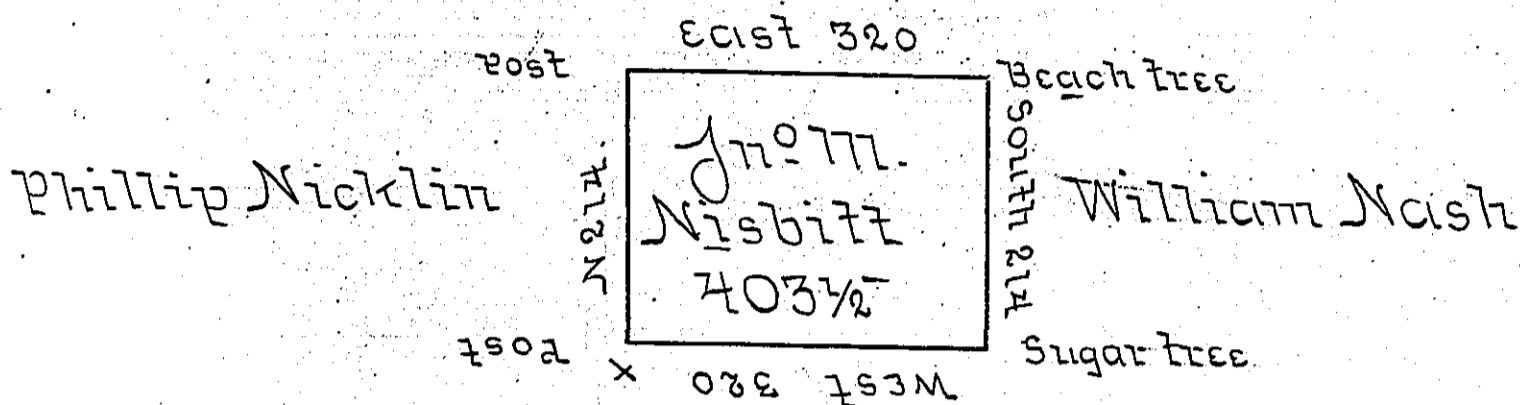 East 320
Post
Beach tree
Jno M.
Phillip Nicklin
N 214.
Nisbitt
South 214
William Nash
403½
Post
x
West 320
Sugar tree